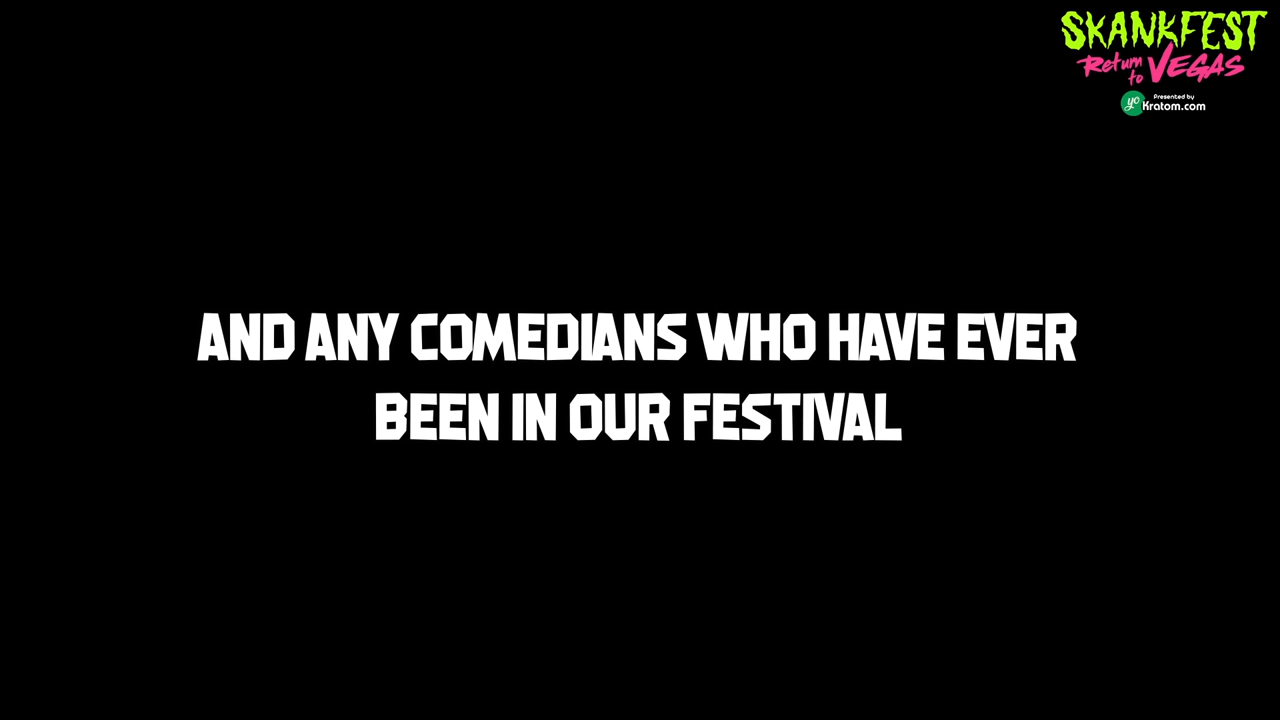 SKANKFEST
Return
to VEGAS
Presented by
yo Kratom.com
AND ANY COMEDIANS WHO HAVE EVER
BEEN IN OUR FESTIVAL